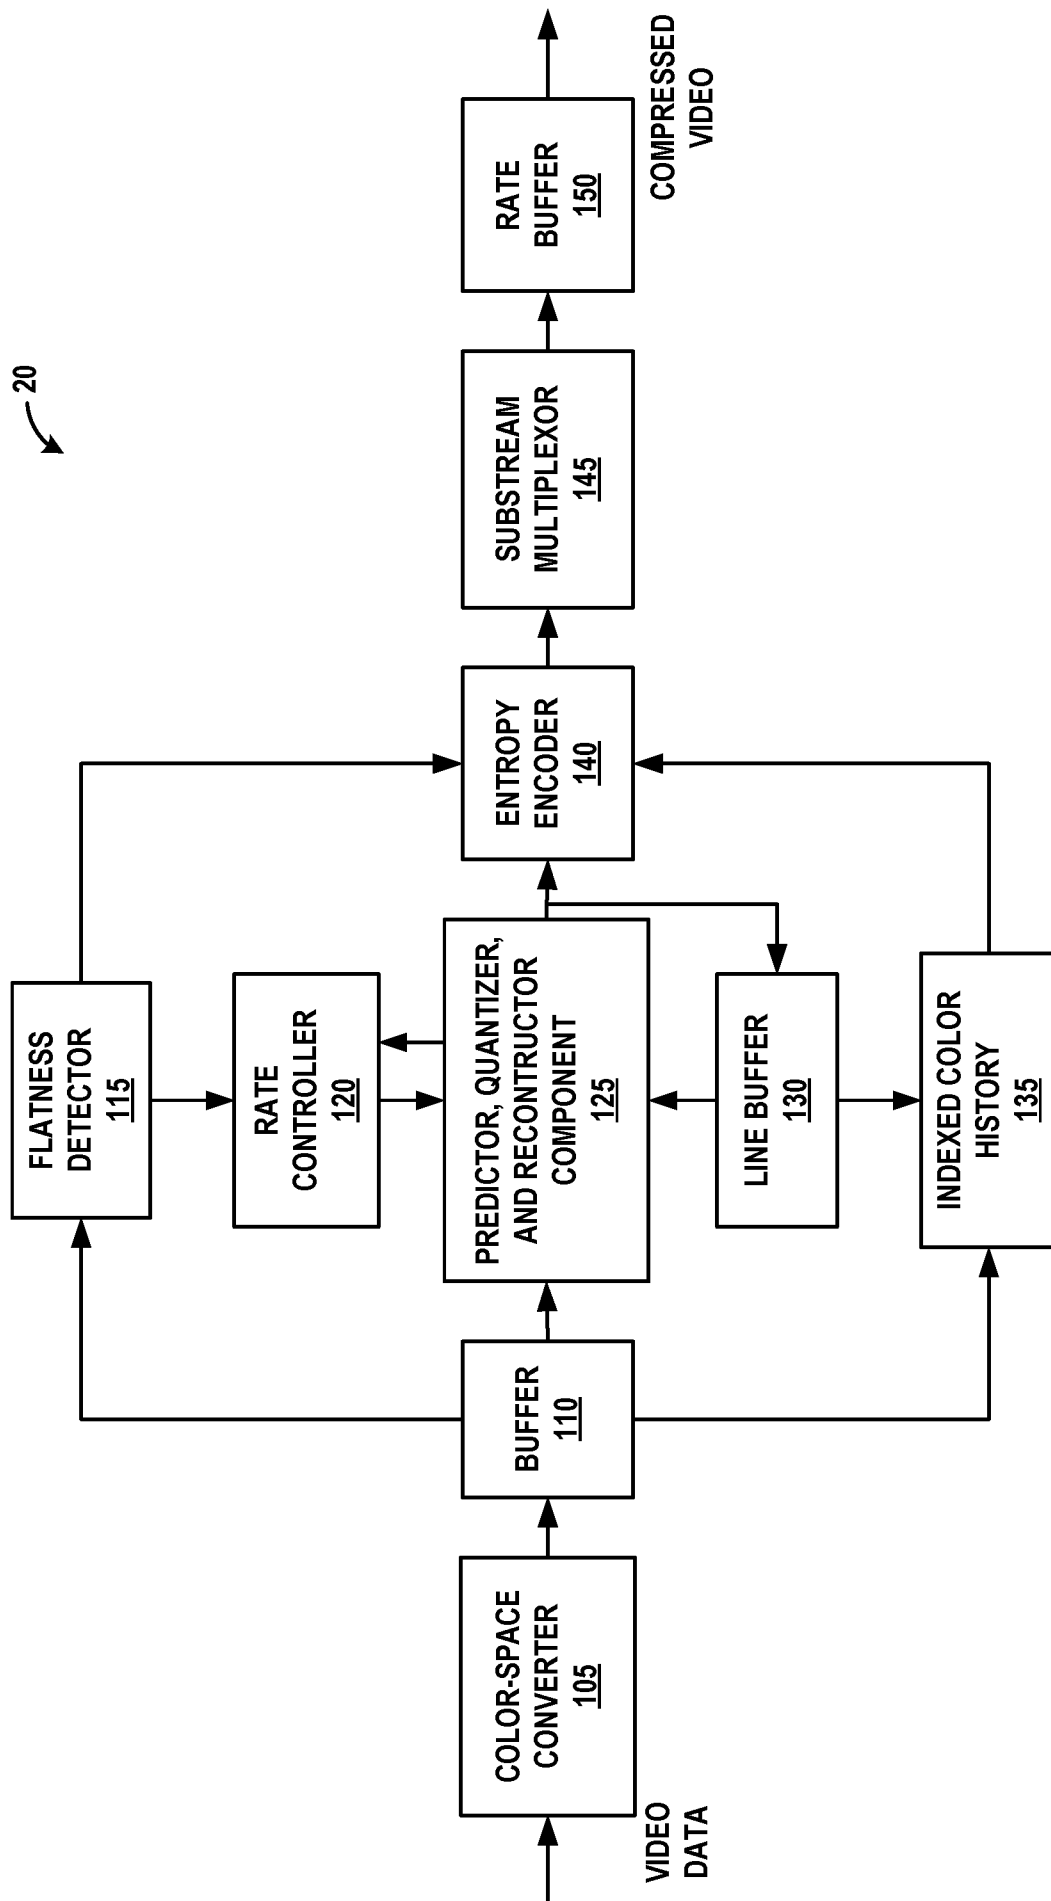 20
VIDEO
DATA
COLOR-SPACE
CONVERTER
105
BUFFER
110
FLATNESS
DETECTOR
115
RATE
CONTROLLER
120
PREDICTOR, QUANTIZER,
AND RECONTRUCTOR
COMPONENT
125
LINE BUFFER
130
INDEXED COLOR
HISTORY
135
ENTROPY
ENCODER
140
SUBSTREAM
MULTIPLEXOR
145
RATE
BUFFER
150
COMPRESSED
VIDEO